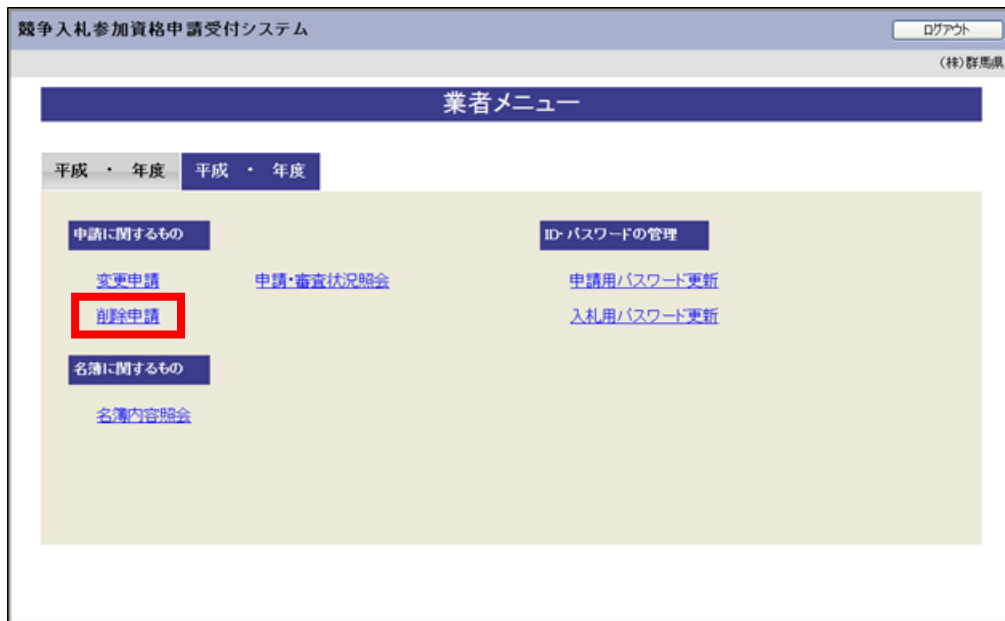 競争入札参加資格申請受付システム
ログアウト
(株)群馬県
業者メニュー
平成 ・ 年度
平成 ・ 年度
申請に関するもの
変更申請
申請・審査状況照会
削除申請
名簿に関するもの
名簿内容照会
ID・パスワードの管理
申請用パスワード更新
入札用パスワード更新